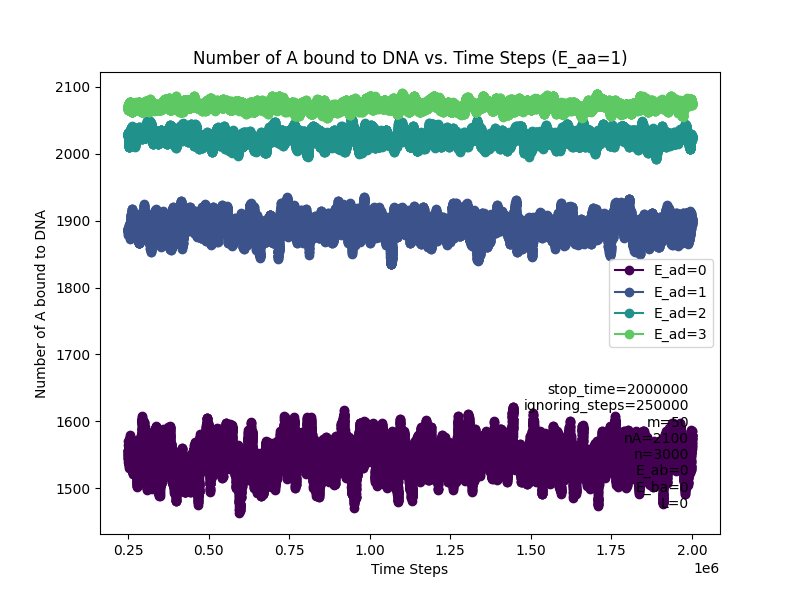 Number of A bound to DNA vs. Time Steps (E_aa=1)
Number of A bound to DNA
2100
2000
1900
1800
1700
1600
1500
E_ad=0
E_ad=1
E_ad=2
E_ad=3
stop_time=2000000
ignoring_steps=250000
m=50
nA=2100
n=3000
E_ab=0
E_ba=0
0.25
0.50
0.75
1.00
1.25
1.50
1.75
2.00
1e6
Time Steps